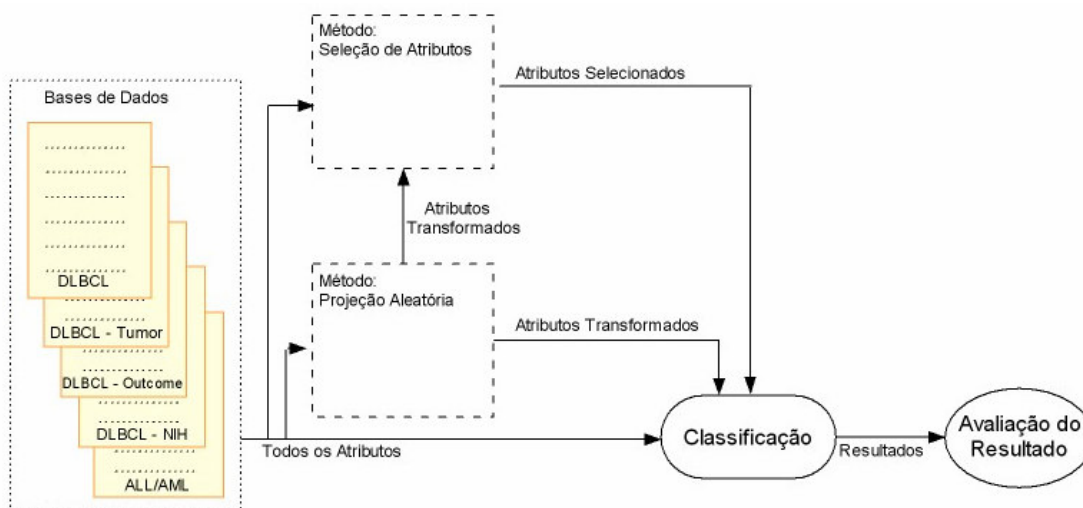 Método:
Seleção de Atributos
Atributos Selecionados
Bases de Dados
DLBCL
DLBCL - Tumor
DLBCL - Outcome
DLBCL - NIH
ALL/AML
Atributos
Transformados
Método:
Projeção Aleatória
Atributos Transformados
Todos os Atributos
Classificação
Resultados
Avaliação do
Resultado